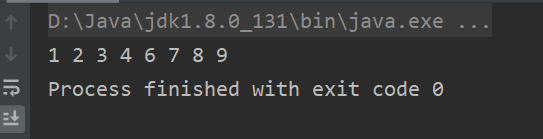 D:\Java\jdk1.8.0_131\bin\java.exe ...
1 2 3 4 6 7 8 9
Process finished with exit code 0